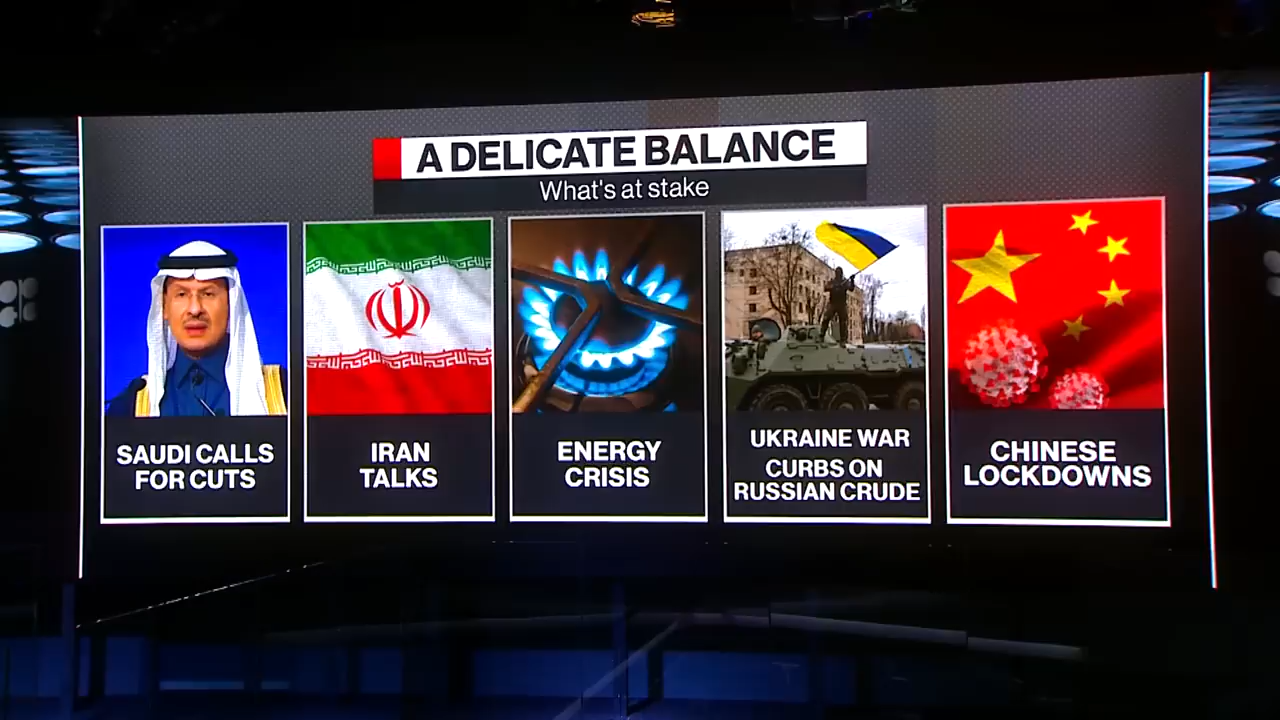 A DELICATE BALANCE
What's at stake
SAUDI CALLS
FOR CUTS
IRAN
TALKS
ENERGY
CRISIS
UKRAINE WAR
CURBS ON
RUSSIAN CRUDE
CHINESE
LOCKDOWNS